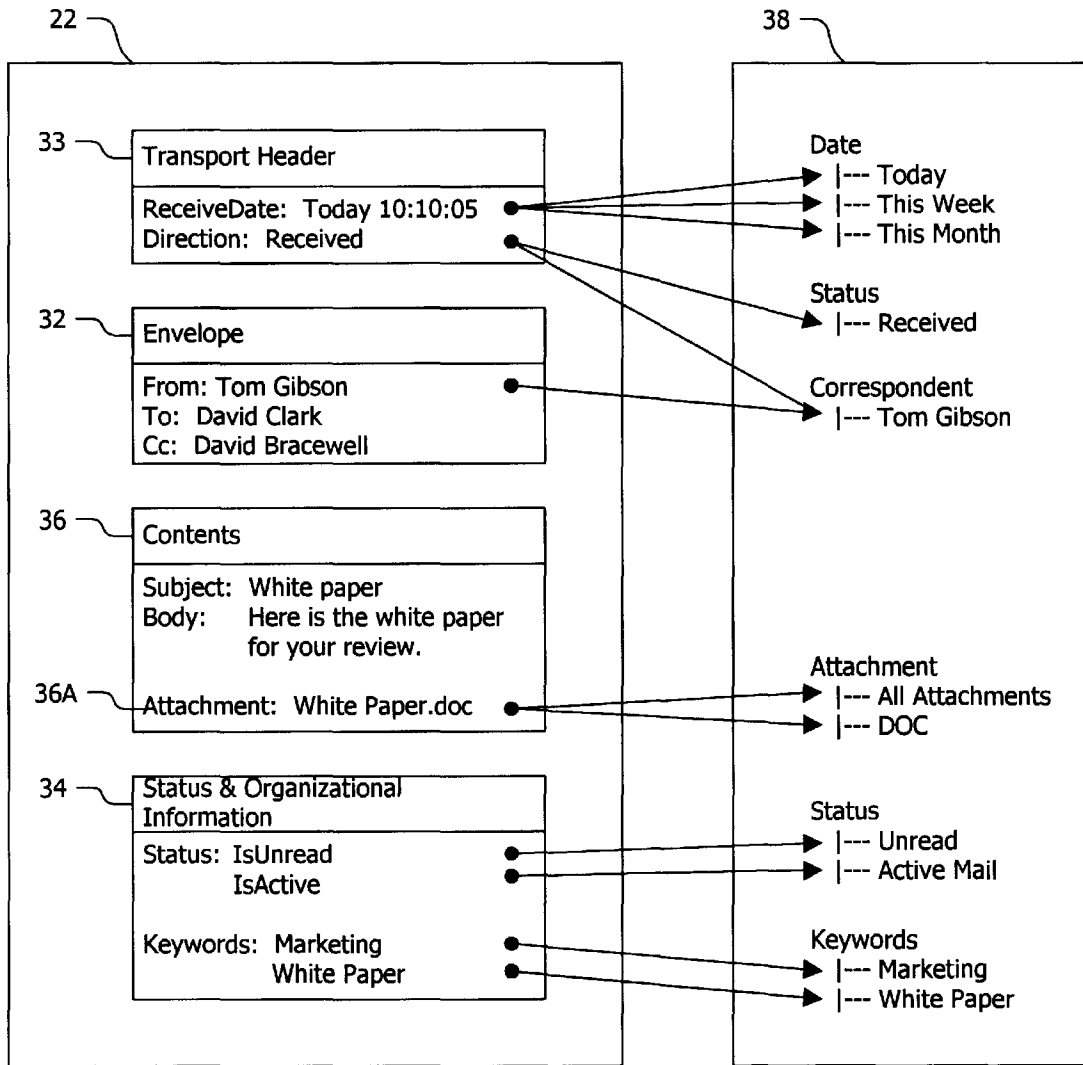 22
38
33
Transport Header
ReceiveDate: Today 10:10:05
Direction: Received
32
Envelope
From: Tom Gibson
To: David Clark
Cc: David Bracewell
36
Contents
Subject: White paper
Body: Here is the white paper
for your review.
36A
Attachment: White Paper.doc
34
Status & Organizational
Information
Status: IsUnread
IsActive
Keywords: Marketing
White Paper
Date
|--- Today
|--- This Week
|--- This Month
Status
|--- Received
Correspondent
|--- Tom Gibson
Attachment
|--- All Attachments
|--- DOC
Status
|--- Unread
|--- Active Mail
Keywords
|--- Marketing
|--- White Paper